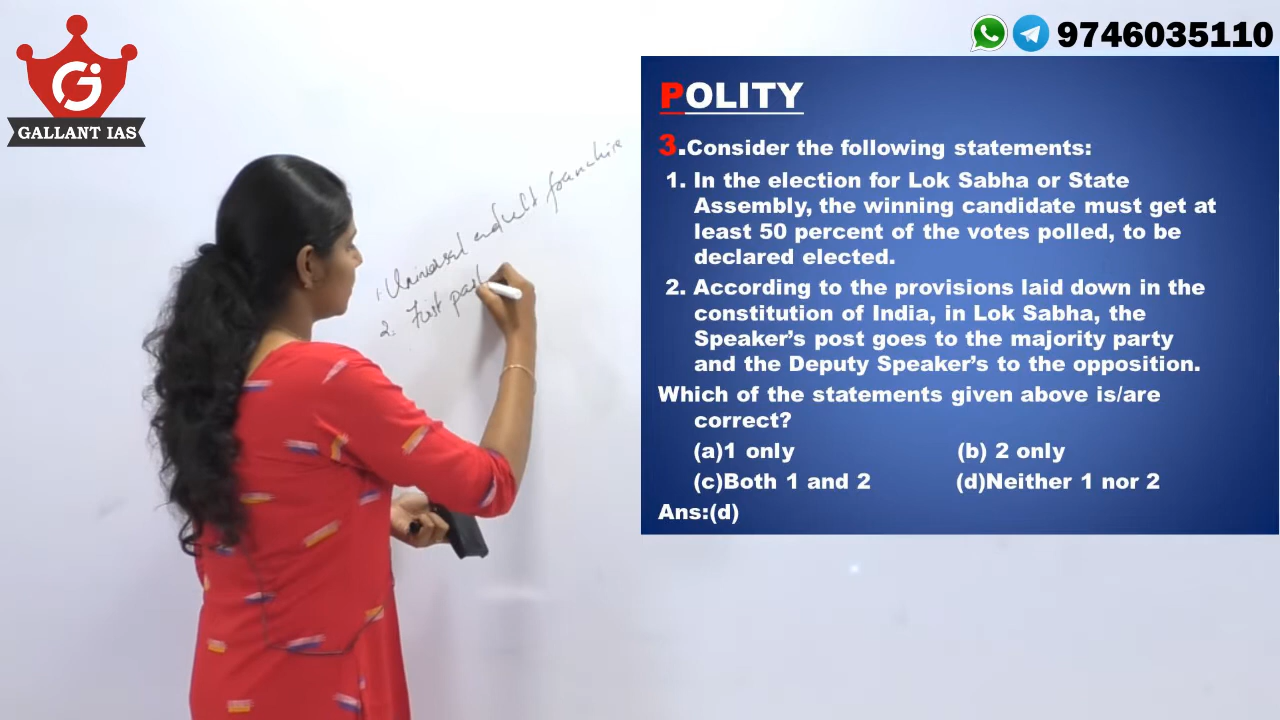 GALLANT IAS
9746035110
POLITY
3.Consider the following statements:
1. In the election for Lok Sabha or State
Assembly, the winning candidate must get at
least 50 percent of the votes polled, to be
declared elected.
2. According to the provisions laid down in the
constitution of India, in Lok Sabha, the
Speaker's post goes to the majority party
and the Deputy Speaker's to the opposition.
Which of the statements given above is/are
correct?
(a)1 only (b) 2 only
(c)Both 1 and 2 (d)Neither 1 nor 2
Ans:(d)
1. Universal adult franchise
2. First past